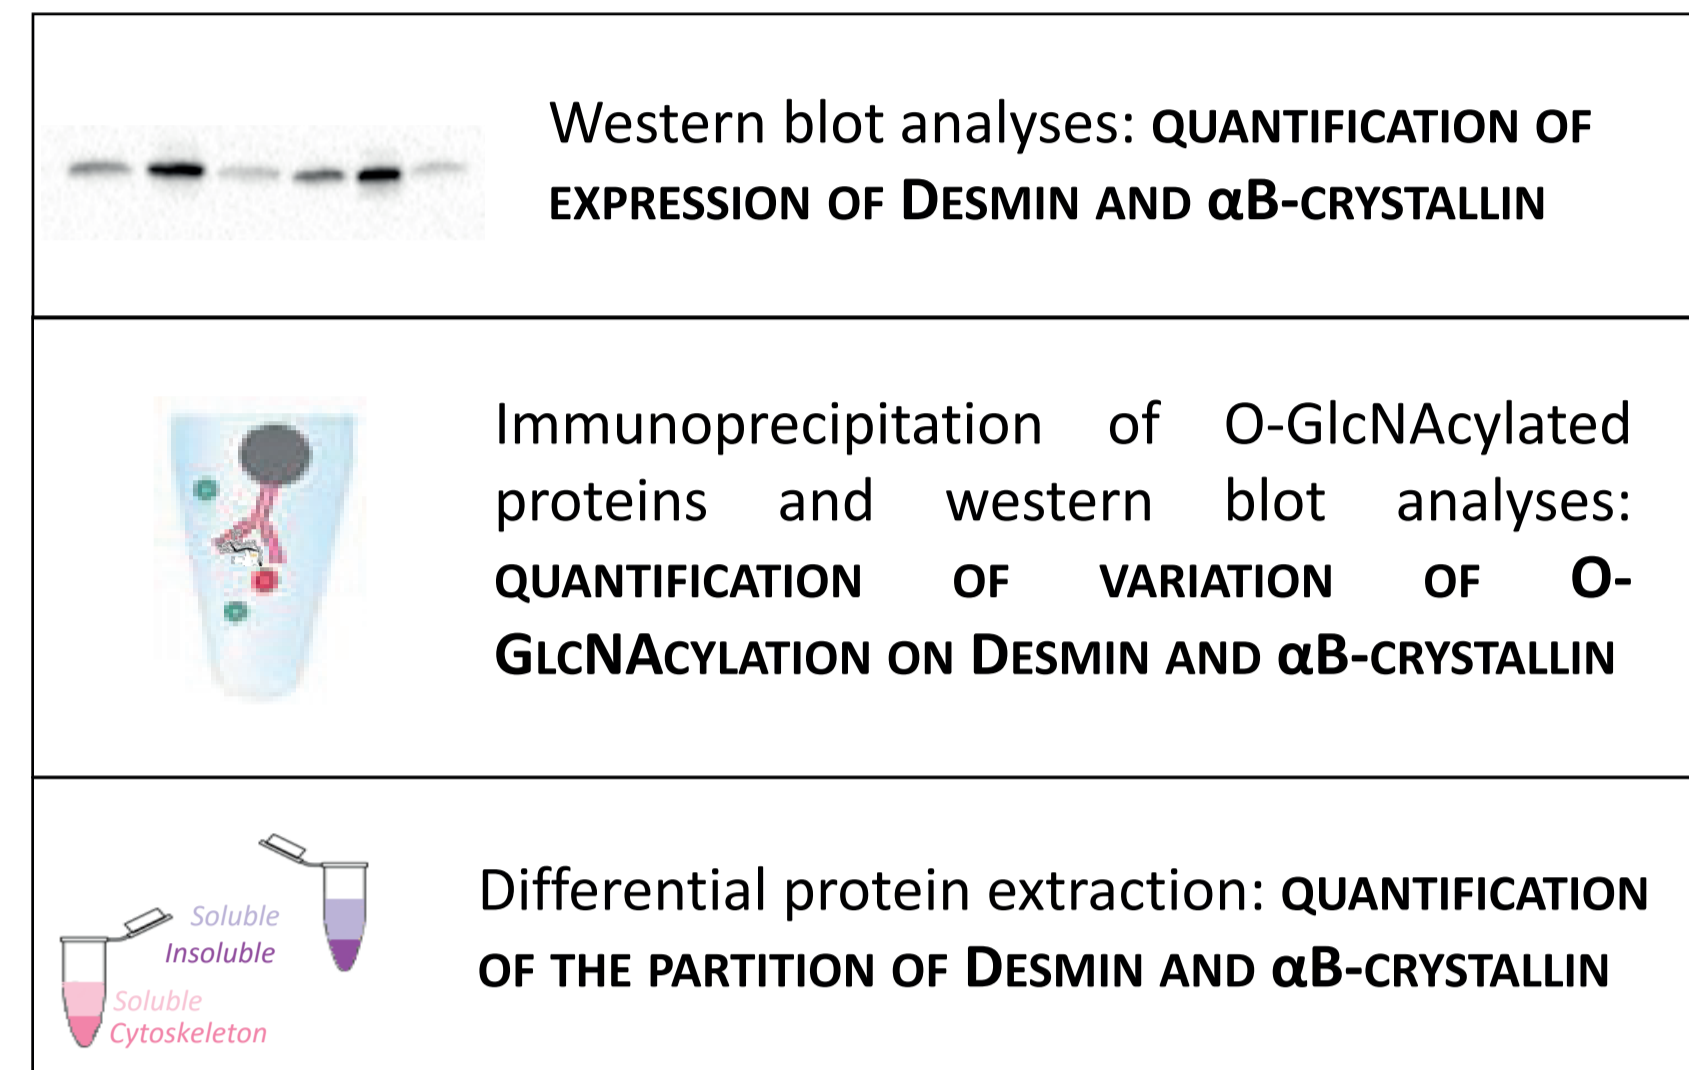 Western blot analyses: QUANTIFICATION OF
EXPRESSION OF DESMIN AND αB-CRYSTALLIN
Immunoprecipitation of O-GlcNAcylated
proteins and western blot analyses:
QUANTIFICATION OF VARIATION OF O-
GLCNACYLATION ON DESMIN AND αB-CRYSTALLIN
Differential protein extraction: QUANTIFICATION
OF THE PARTITION OF DESMIN AND αB-CRYSTALLIN
Soluble
Insoluble
Soluble
Cytoskeleton